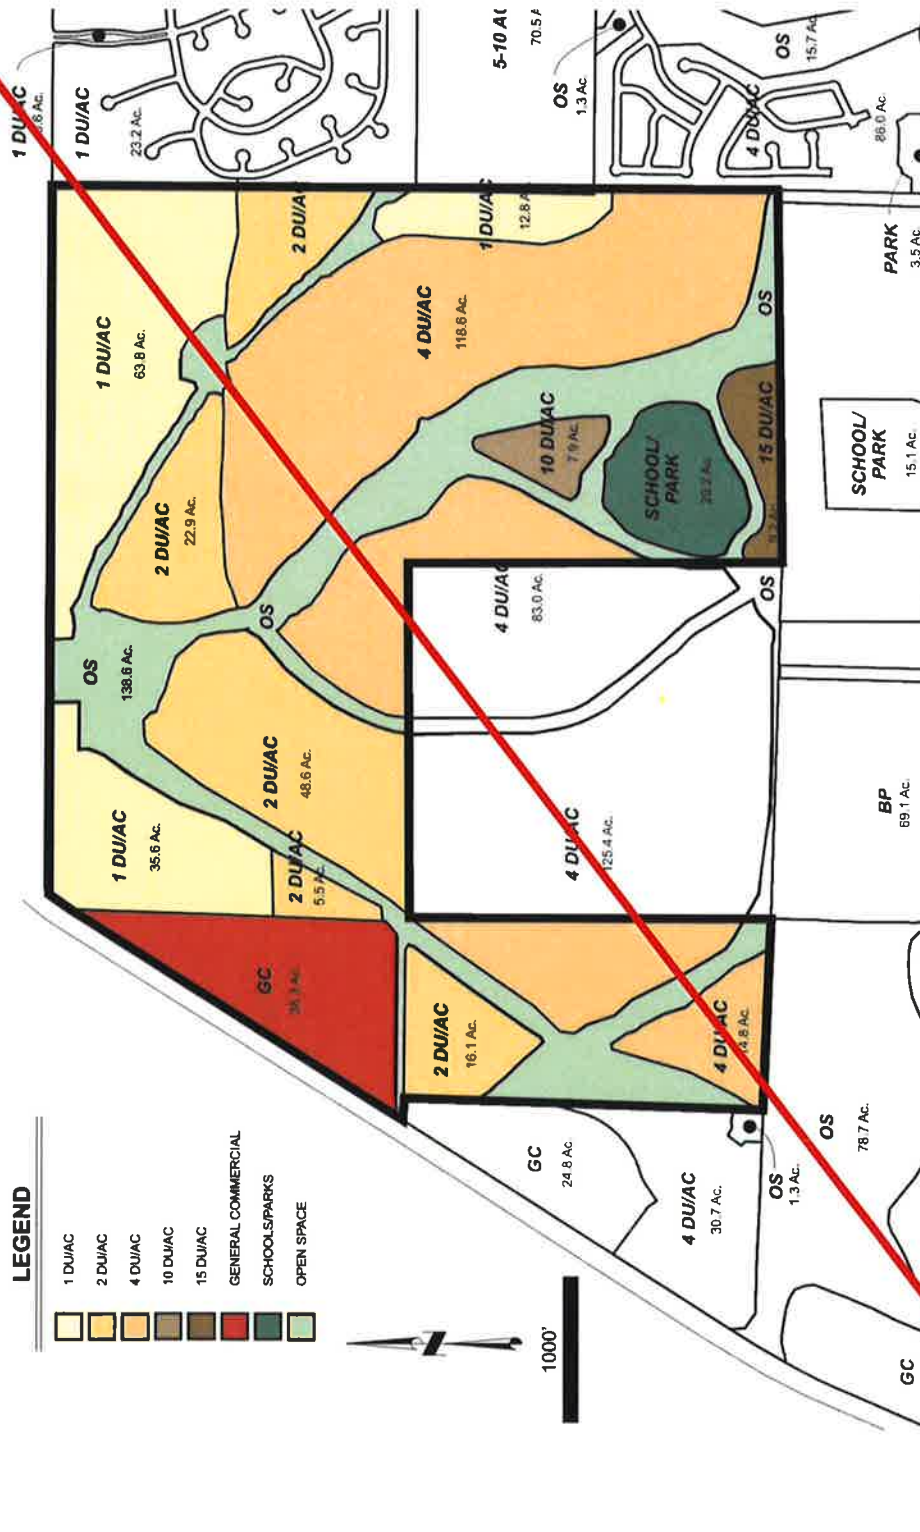 LEGEND
1 DU/AC
2 DU/AC
4 DU/AC
10 DU/AC
15 DU/AC
GENERAL COMMERCIAL
SCHOOLS/PARKS
OPEN SPACE
1000'
1 DU/AC
1 DU/AC
23.2 Ac.
OS
138.6 Ac.
1 DU/AC
63.8 Ac.
1 DU/AC
35.6 Ac.
2 DU/AC
22.9 Ac.
GC
OS
2 DU/AC
48.6 Ac.
2 DU/AC
5.5 Ac.
2 DU/A
4 DU/AC
118.6 Ac.
2 DU/AC
16.1 Ac.
1 DU/AC
12.8 A
5-10 AC
70.5 A
4 DU/AC
83.0 Ac.
GC
24.8 Ac.
10 DU/AC
7.9 Ac.
OS
1.3 Ac.
4 DU/AC
125.4 Ac.
SCHOOL/
PARK
20.2 Ac.
4 DU/AC
30.7 Ac.
4 DU/AC
14.8 Ac.
OS
OS
15 DU/AC
4 DU/AC
OS
1.3 Ac.
OS
15.7 Ac.
OS
78.7 Ac.
SCHOOL/
PARK
15.1 Ac.
BP
69.1 Ac.
86.0 Ac.
PARK
3.5 Ac.
GC